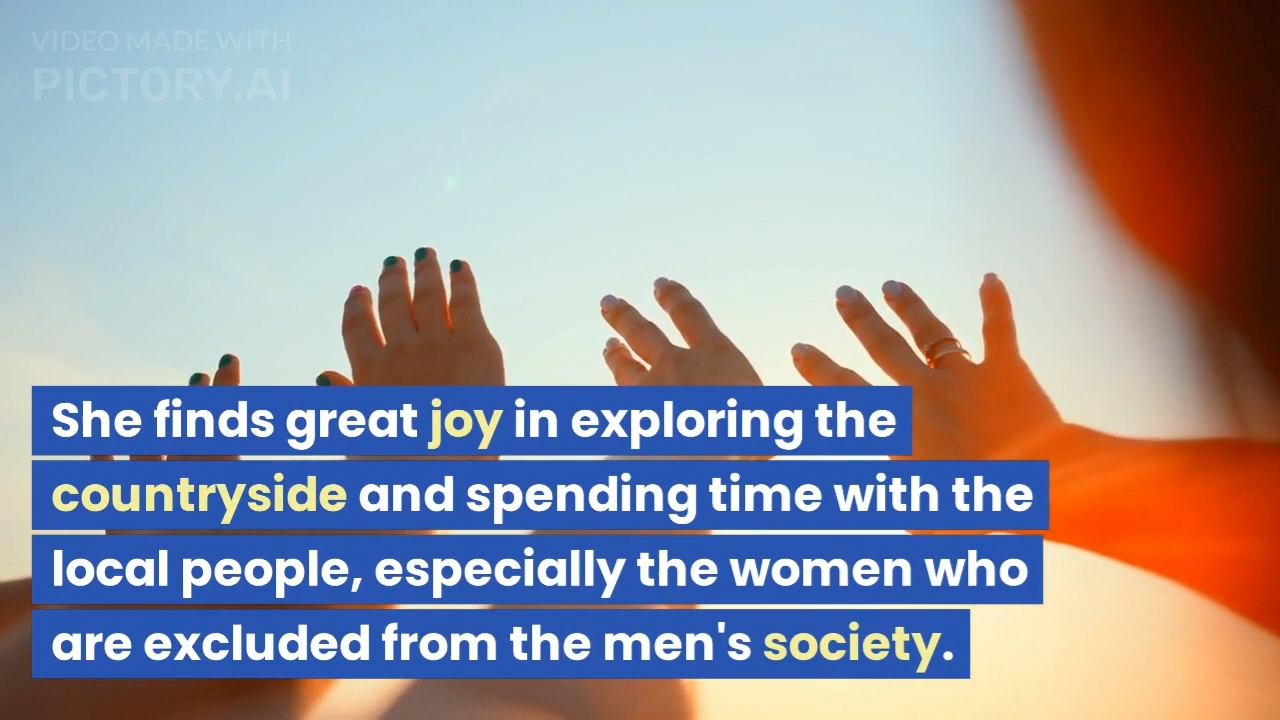 VIDEO MADE WITH
PICTORY.AI
She finds great joy in exploring the
countryside and spending time with the
local people, especially the women who
are excluded from the men's society.